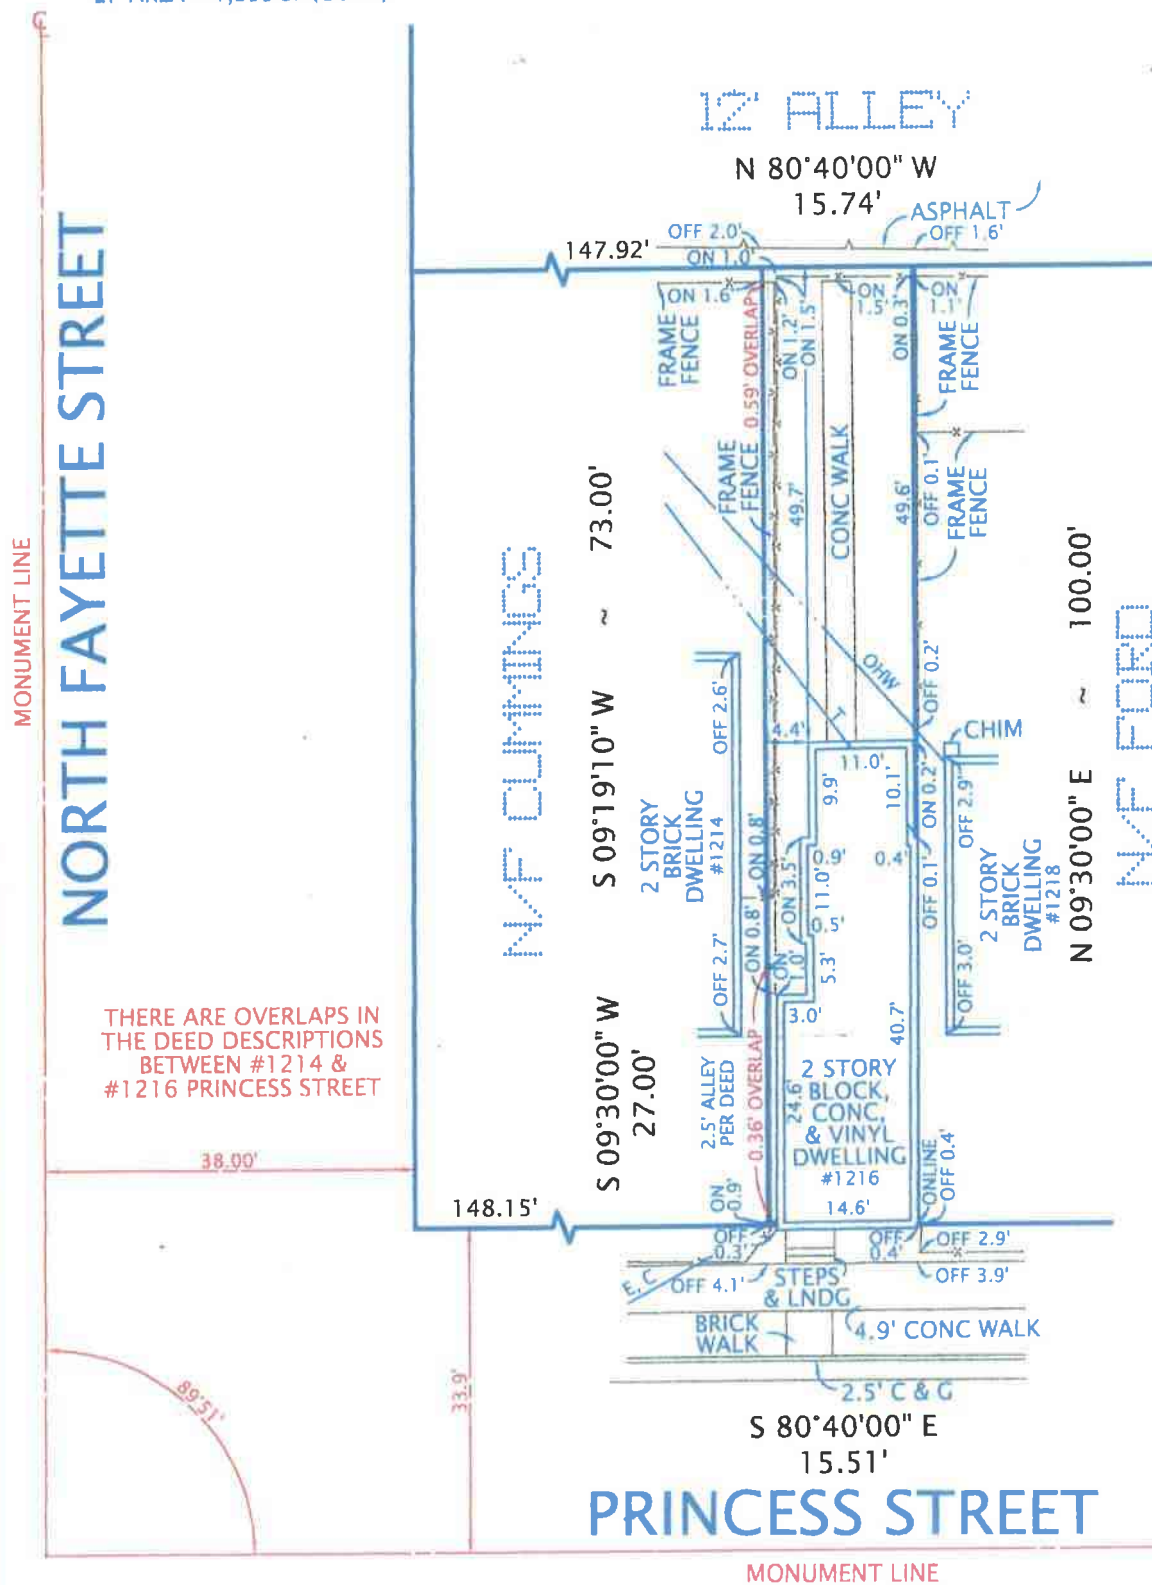 12' ALLEY
N 80°40'00" W
15.74'
ASPHALT
OFF 2.0'
OFF 1.6'
147.92'
ON 1.0'
ON 1.6'
ON 1.5'
ON 1.1'
FRAME FENCE
0.59' OVERLAP
ON 1.2'
ON 1.5'
ON 0.3'
FRAME FENCE
NORTH FAYETTE STREET
MONUMENT LINE
N/F CUMMINGS
73.00'
~
S 09°19'10" W
FRAME FENCE
49.7'
CONC WALK
49.6'
OFF 0.1'
FRAME FENCE
100.00'
~
N 09°30'00" E
N/F FORD
OHW
T
OFF 0.2'
CHIM
OFF 2.6'
4.4'
11.0'
9.9'
10.1'
ON 0.2'
OFF 2.9'
2 STORY
BRICK
DWELLING
#1214
ON 0.8'
ON 3.5'
0.9'
0.4'
11.0'
OFF 0.1'
2 STORY
BRICK
DWELLING
#1218
OFF 2.7'
ON 0.8'
ON 1.0'
0.5'
5.3'
OFF 3.0'
3.0'
40.7'
THERE ARE OVERLAPS IN
THE DEED DESCRIPTIONS
BETWEEN #1214 &
#1216 PRINCESS STREET
S 09°30'00" W
27.00'
2.5' ALLEY
PER DEED
0.36' OVERLAP
24.6'
2 STORY
BLOCK,
CONC,
& VINYL
DWELLING
#1216
14.6'
ONLINE
OFF 0.4'
38.00'
148.15'
ON 0.9'
OFF 0.3'
OFF 0.4'
OFF 2.9'
E, C
OFF 4.1'
STEPS
& LNDG
OFF 3.9'
BRICK
WALK
4.9' CONC WALK
2.5' C & G
89°51'
33.9'
S 80°40'00" E
15.51'
PRINCESS STREET
MONUMENT LINE